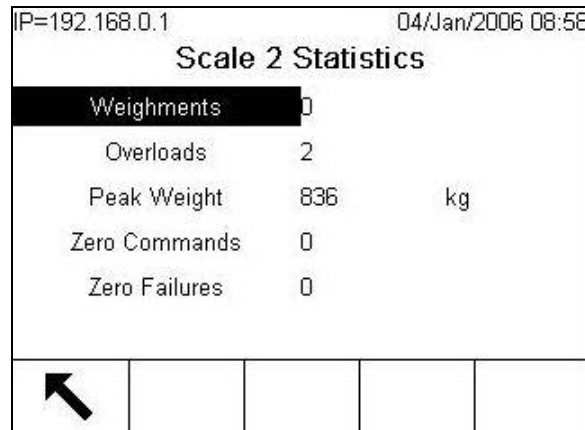 IP=192.168.0.1 04/Jan/2006 08:58
Scale 2 Statistics
Weighments 0
Overloads 2
Peak Weight 836 kg
Zero Commands 0
Zero Failures 0